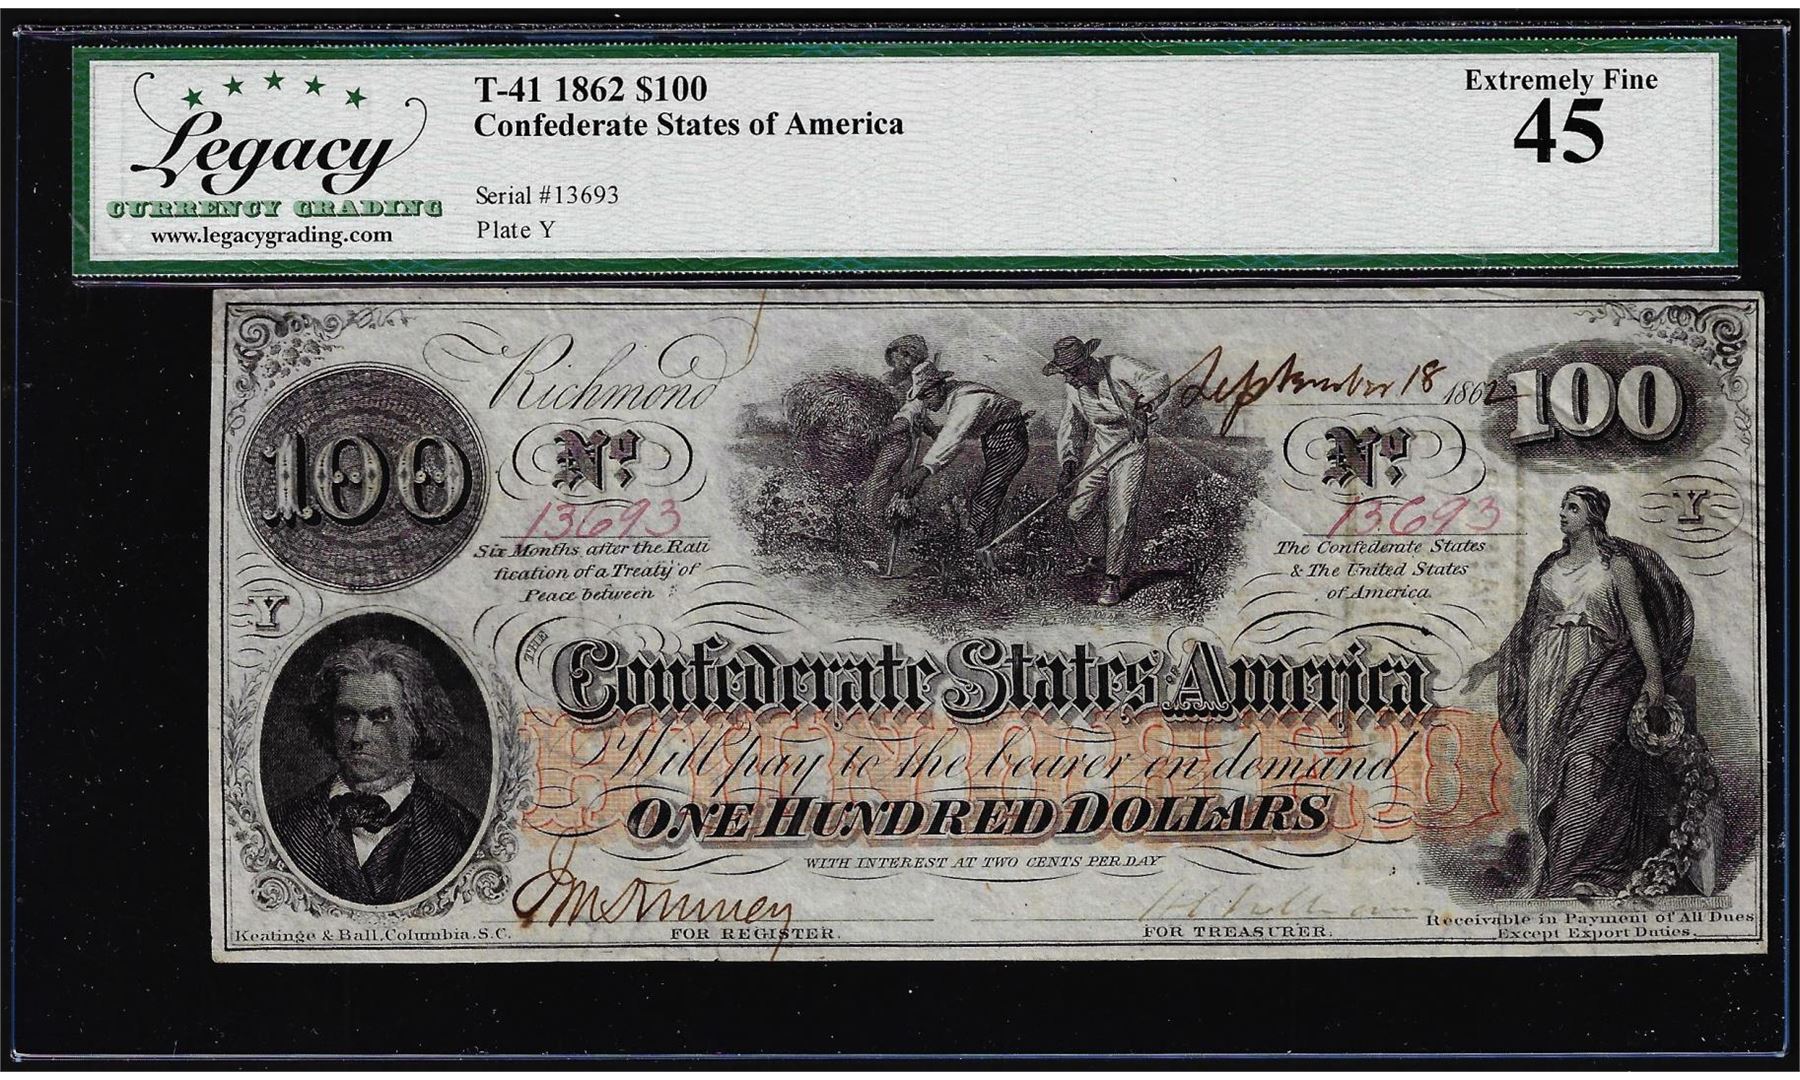 Legacy
CURRENCY GRADING
www.legacygrading.com
T-41 1862 $100
Confederate States of America
Serial #13693
Plate Y
Extremely Fine
45
Richmond
September 18 1862
100
100
No
13693
No
13693
Y
Y
Six Months after the Rati
fication of a Treaty of
Peace between
The Confederate States
& The United States
of America
THE
Confederate States America
HUNDRED
Will pay to the bearer on demand
ONE HUNDRED DOLLARS
WITH INTEREST AT TWO CENTS PER DAY
FOR REGISTER.
FOR TREASURER.
Keatinge & Ball, Columbia. S.C.
Receivable in Payment of All Dues
Except Export Duties.